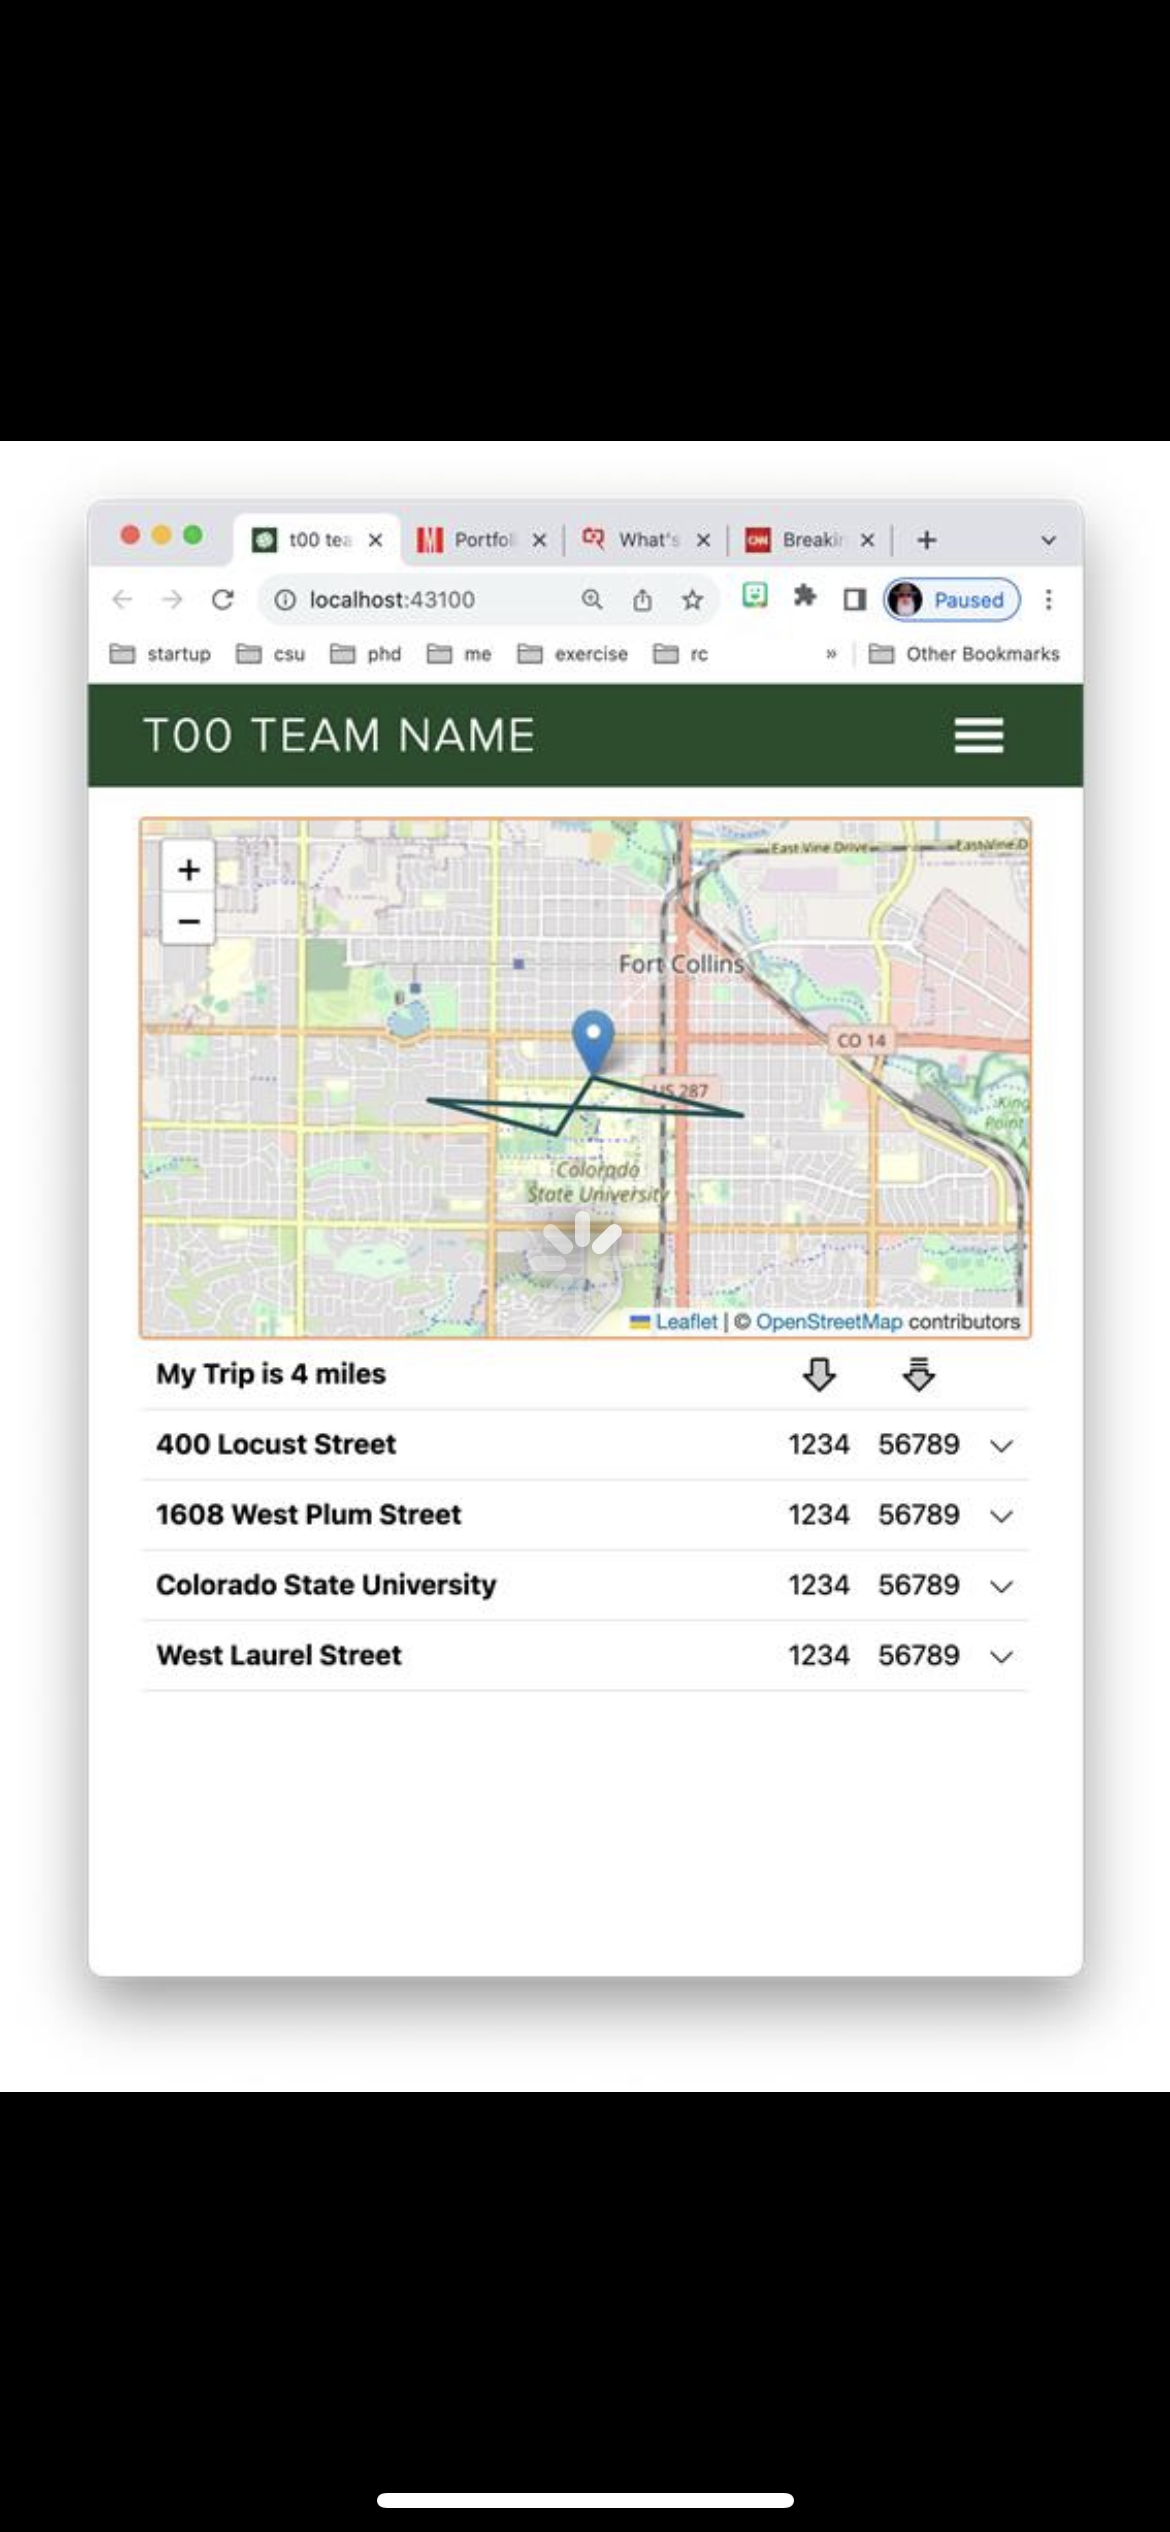 t00 tea
Portfol
What's
CNN
Breakin
localhost:43100
Paused
startup
csu
phd
me
exercise
rc
»
Other Bookmarks
T00 TEAM NAME
+
−
East Vine Drive
East Vine D
Fort Collins
CO 14
US 287
King
Point
Colorado
State University
Leaflet | © OpenStreetMap contributors
My Trip is 4 miles
400 Locust Street 1234 56789
1608 West Plum Street 1234 56789
Colorado State University 1234 56789
West Laurel Street 1234 56789